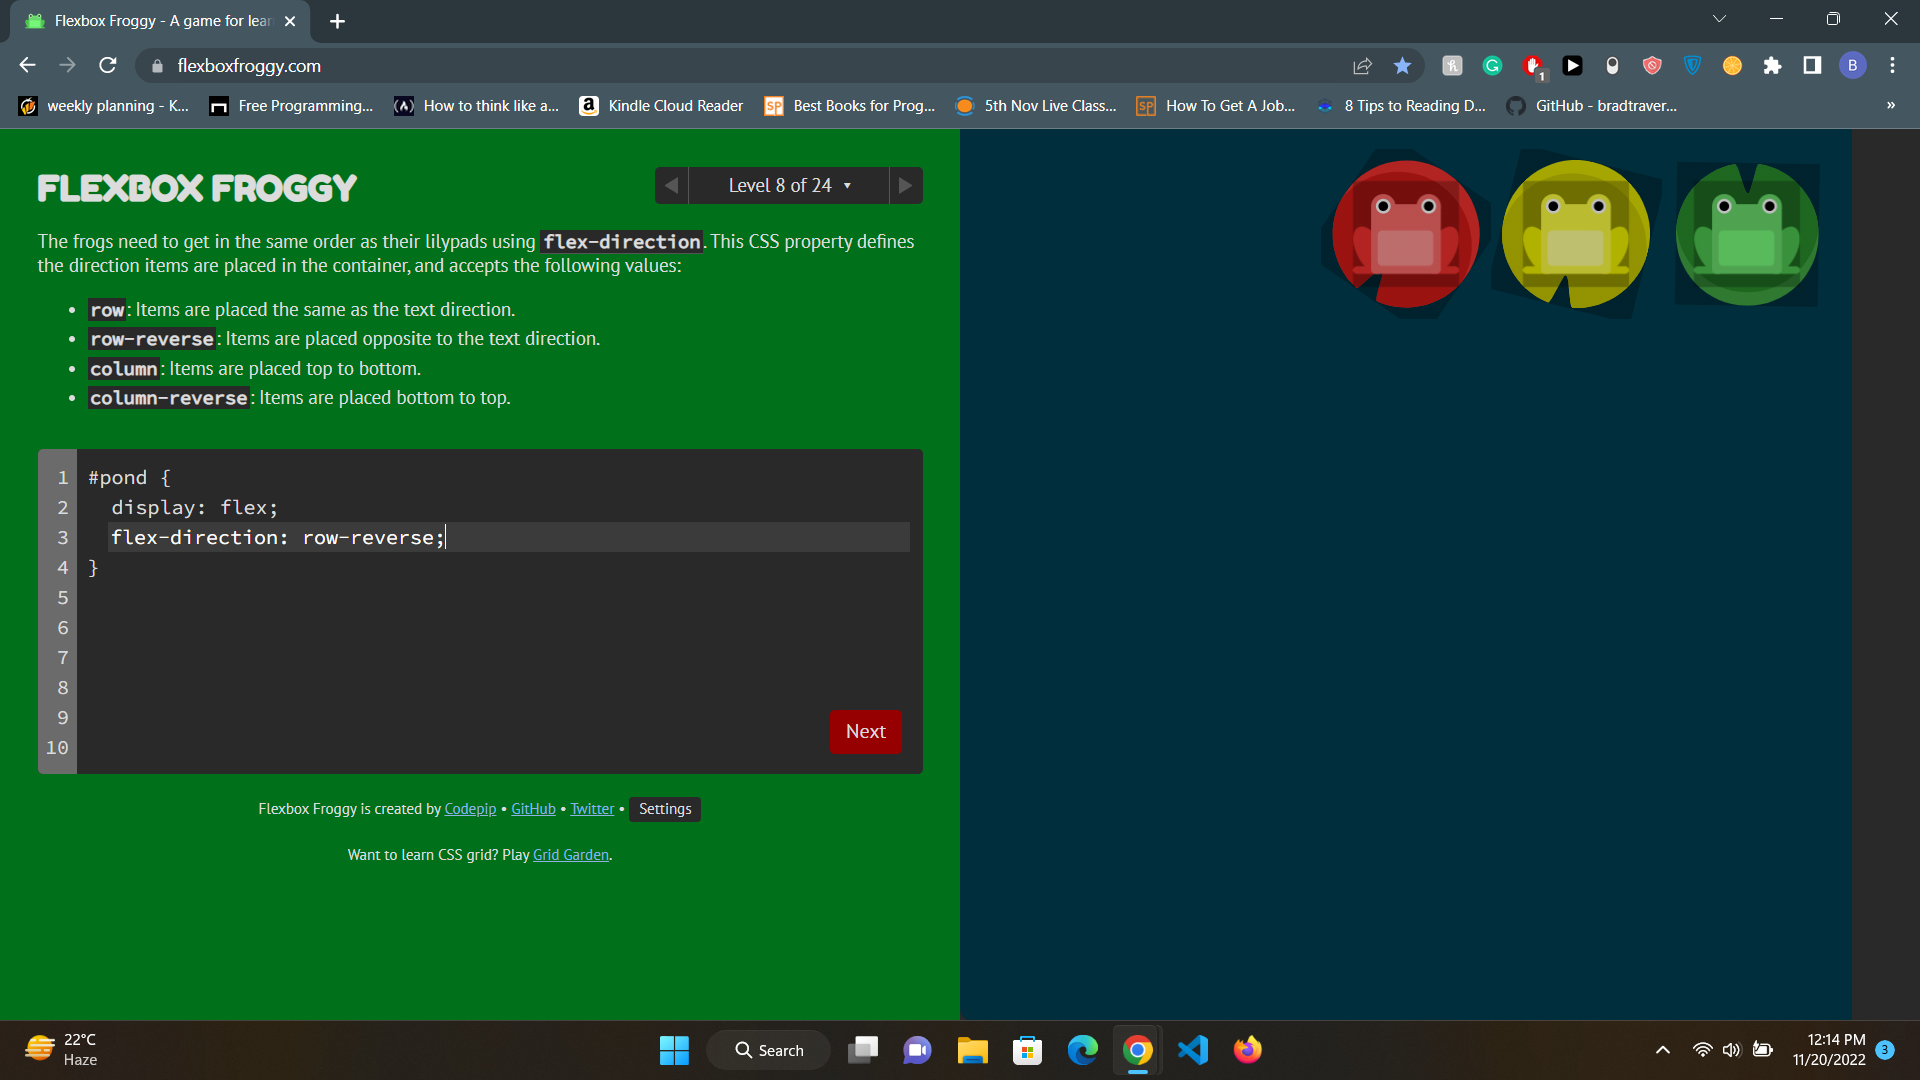 Flexbox Froggy - A game for lear
flexboxfroggy.com
1
B
weekly planning - K...
Free Programming...
How to think like a...
Kindle Cloud Reader
SP
Best Books for Prog...
5th Nov Live Class...
SP
How To Get A Job...
8 Tips to Reading D...
GitHub - bradtraver...
»
FLEXBOX FROGGY
Level 8 of 24
The frogs need to get in the same order as their lilypads using flex-direction. This CSS property defines
the direction items are placed in the container, and accepts the following values:
• row: Items are placed the same as the text direction.
• row-reverse: Items are placed opposite to the text direction.
• column: Items are placed top to bottom.
• column-reverse: Items are placed bottom to top.
1 #pond {
2 display: flex;
3 flex-direction: row-reverse;
4 }
5
6
7
8
9
10
Next
Flexbox Froggy is created by Codepip • GitHub • Twitter • Settings
Want to learn CSS grid? Play Grid Garden.
22°C
Haze
Search
12:14 PM
11/20/2022
3